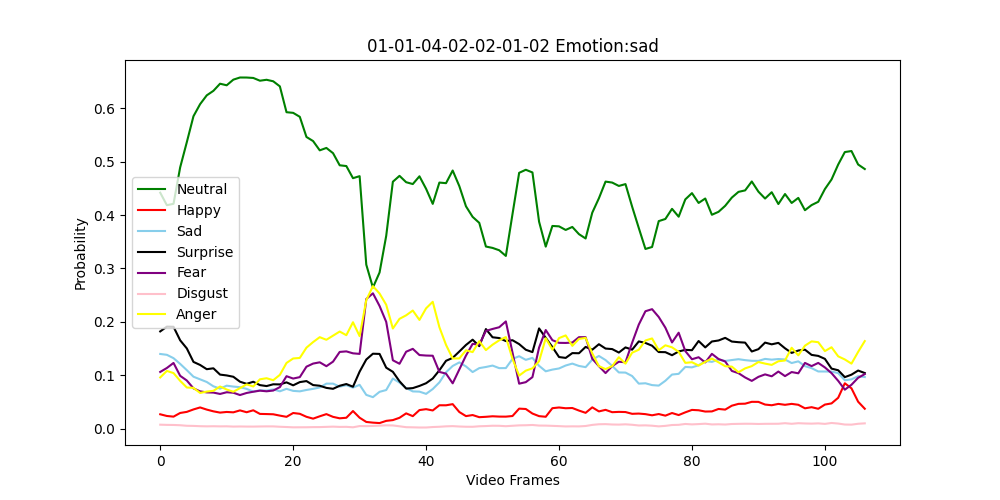 01-01-04-02-02-01-02 Emotion:sad
Probability
0.6
0.5
0.4
0.3
0.2
0.1
0.0
Neutral
Happy
Sad
Surprise
Fear
Disgust
Anger
0 20 40 60 80 100
Video Frames